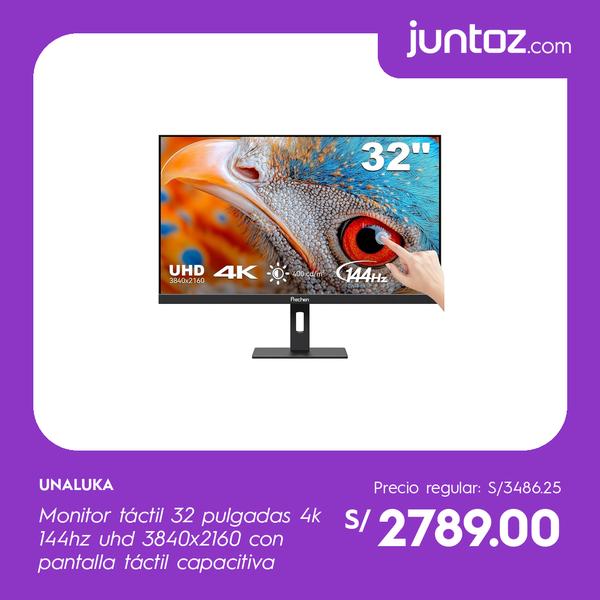 juntoz.com
32"
UHD 4K 400 cd/m² 144Hz
3840x2160
Prechen
UNALUKA
Precio regular: S/3486.25
Monitor táctil 32 pulgadas 4k
144hz uhd 3840x2160 con
pantalla táctil capacitiva
S/ 2789.00